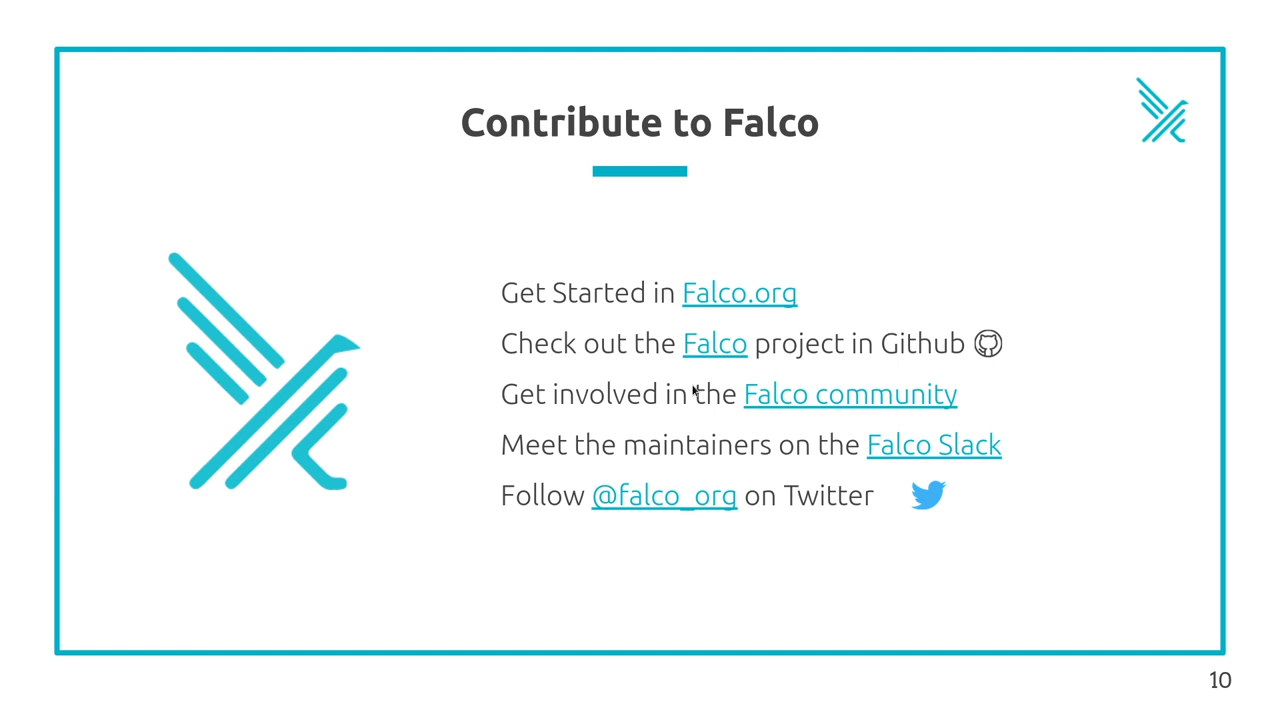 Contribute to Falco
Get Started in Falco.org
Check out the Falco project in Github
Get involved in the Falco community
Meet the maintainers on the Falco Slack
Follow @falco_org on Twitter
10